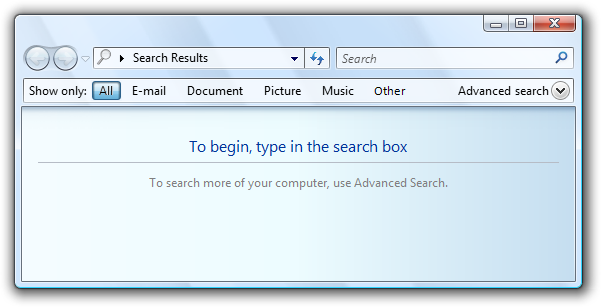 Search Results
Search
Show only: All E-mail Document Picture Music Other Advanced search
To begin, type in the search box
To search more of your computer, use Advanced Search.